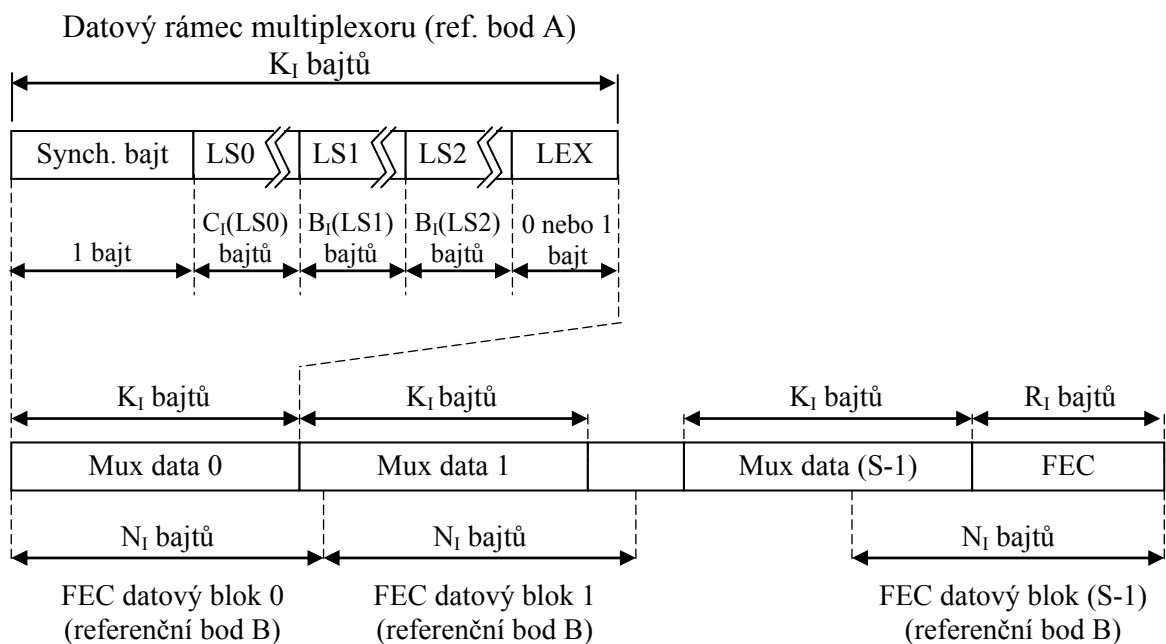 Datový rámec multiplexoru (ref. bod A)
K_I bajtů
Synch. bajt LS0 LS1 LS2 LEX
C_I(LS0) B_I(LS1) B_I(LS2) 0 nebo 1
1 bajt bajtů bajtů bajtů bajt
K_I bajtů K_I bajtů K_I bajtů R_I bajtů
Mux data 0 Mux data 1 Mux data (S-1) FEC
N_I bajtů N_I bajtů N_I bajtů
FEC datový blok 0 FEC datový blok 1 FEC datový blok (S-1)
(referenční bod B) (referenční bod B) (referenční bod B)